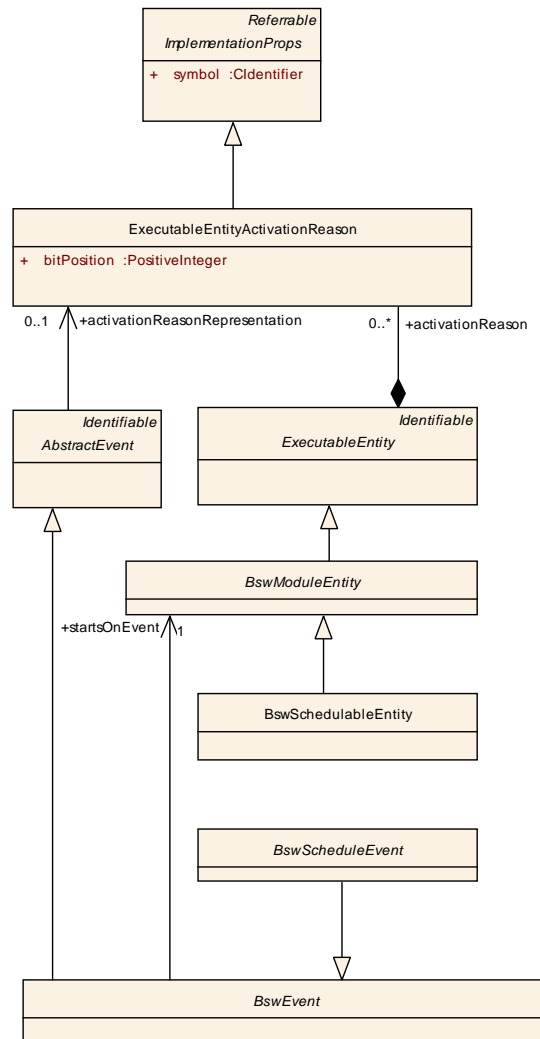 Referrable
ImplementationProps
+ symbol :CIdentifier
ExecutableEntityActivationReason
+ bitPosition :PositiveInteger
0..1 +activationReasonRepresentation
0..* +activationReason
Identifiable
AbstractEvent
Identifiable
ExecutableEntity
BswModuleEntity
+startsOnEvent 1
BswSchedulableEntity
BswScheduleEvent
BswEvent